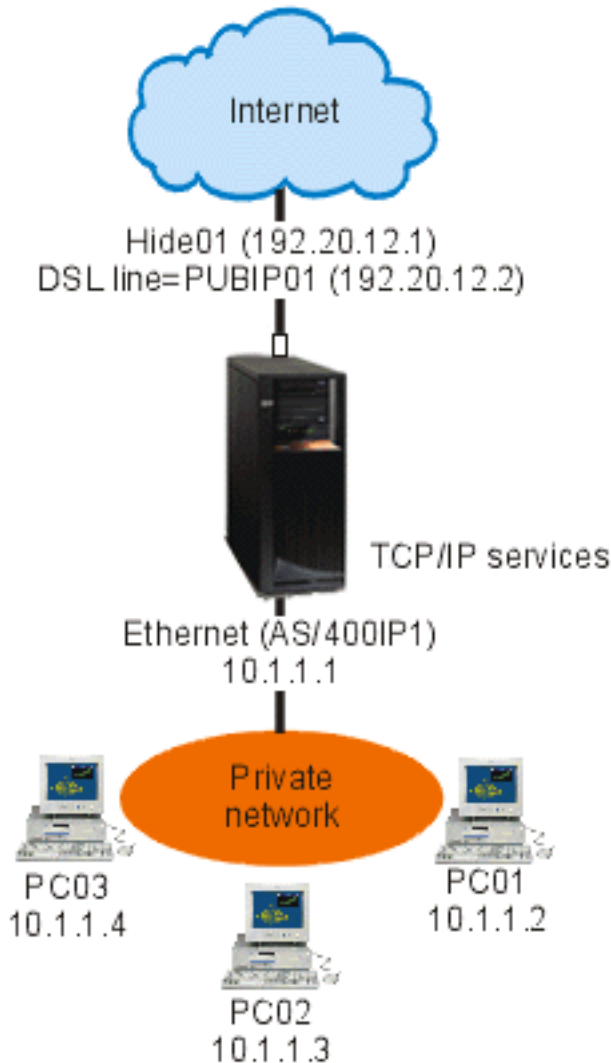 Internet
Hide01 (192.20.12.1)
DSL line=PUBIP01 (192.20.12.2)
TCP/IP services
Ethernet (AS/400IP1)
10.1.1.1
Private
network
PC03
10.1.1.4
PC01
10.1.1.2
PC02
10.1.1.3